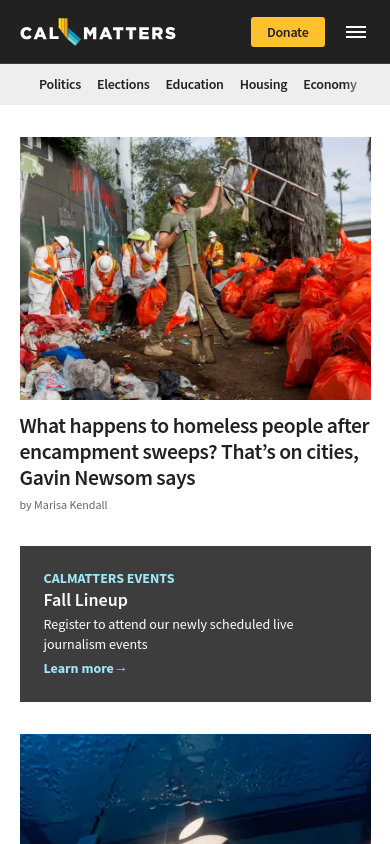 CALMATTERS
Donate
Politics Elections Education Housing Economy
What happens to homeless people after
encampment sweeps? That’s on cities,
Gavin Newsom says
by Marisa Kendall
CALMATTERS EVENTS
Fall Lineup
Register to attend our newly scheduled live
journalism events
Learn more→